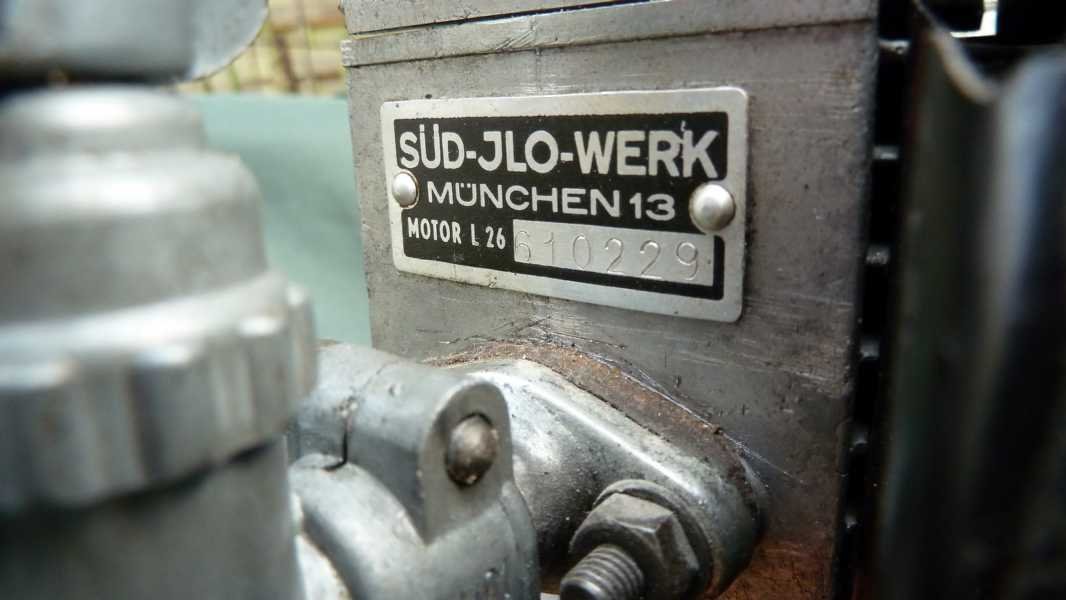 SÜD-JLO-WERK
MÜNCHEN 13
MOTOR L 26 610229